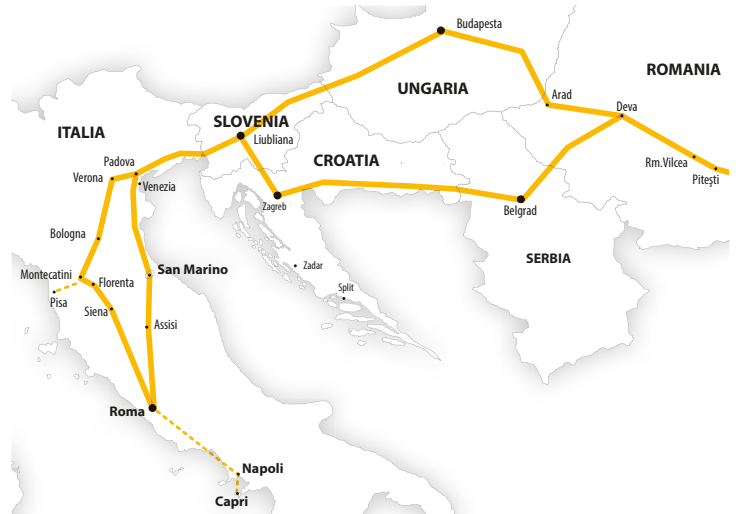 Budapesta
ROMANIA
UNGARIA
Arad
Deva
SLOVENIA
ITALIA
Liubliana
CROATIA
Padova
Rm.Vilcea
Verona
Venezia
Piteşti
Zagreb
Belgrad
Bologna
SERBIA
San Marino
Zadar
Montecatini
Florenta
Split
Pisa
Siena
Assisi
Roma
Napoli
Capri